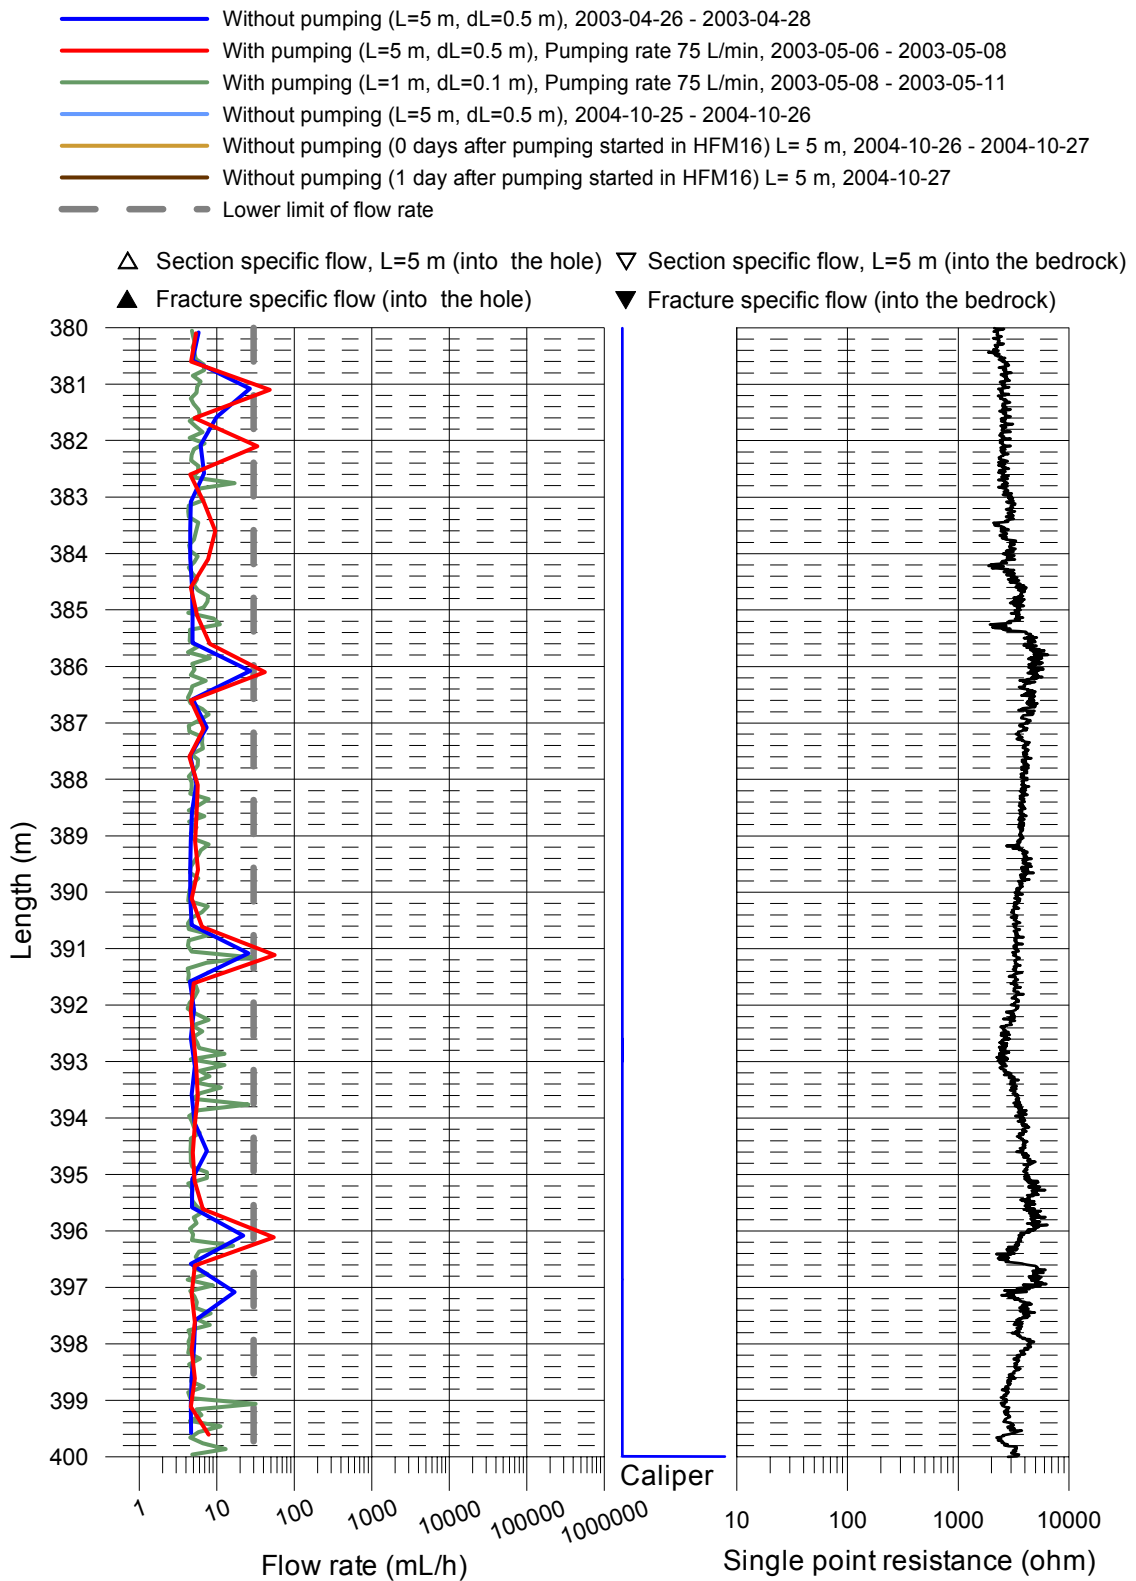 Without pumping (L=5 m, dL=0.5 m), 2003-04-26 - 2003-04-28
With pumping (L=5 m, dL=0.5 m), Pumping rate 75 L/min, 2003-05-06 - 2003-05-08
With pumping (L=1 m, dL=0.1 m), Pumping rate 75 L/min, 2003-05-08 - 2003-05-11
Without pumping (L=5 m, dL=0.5 m), 2004-10-25 - 2004-10-26
Without pumping (0 days after pumping started in HFM16) L= 5 m, 2004-10-26 - 2004-10-27
Without pumping (1 day after pumping started in HFM16) L= 5 m, 2004-10-27
Lower limit of flow rate
△ Section specific flow, L=5 m (into the hole) ▽ Section specific flow, L=5 m (into the bedrock)
▲ Fracture specific flow (into the hole) ▼ Fracture specific flow (into the bedrock)
380
381
382
383
384
385
386
387
388
389
390
391
392
393
394
395
396
397
398
399
400
Length (m)
Caliper
1 10 100 1000 10000 100000 1000000
10 100 1000 10000
Flow rate (mL/h)
Single point resistance (ohm)